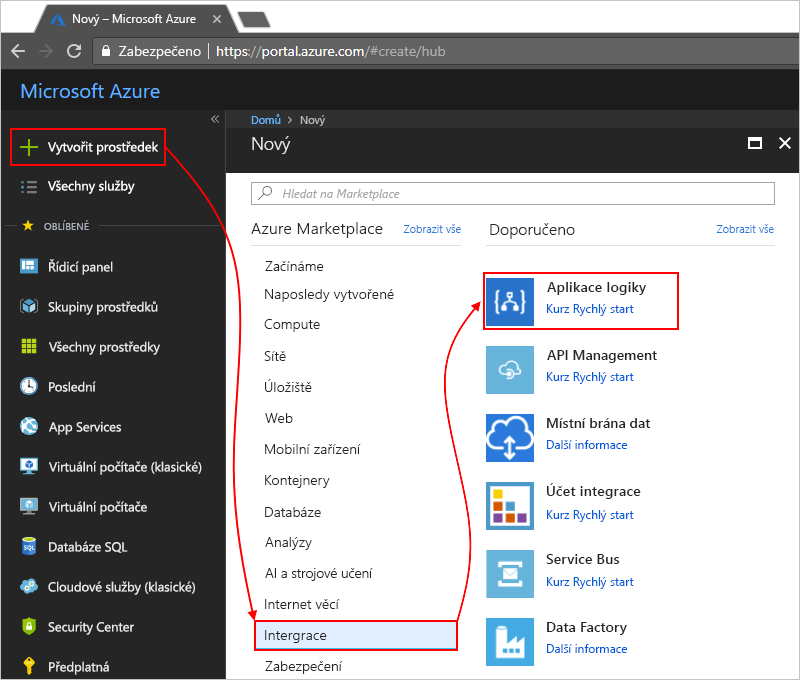 Nový – Microsoft Azure
Zabezpečeno
https://portal.azure.com/#create/hub
Microsoft Azure
Vytvořit prostředek
Všechny služby
OBLÍBENÉ
Řídicí panel
Skupiny prostředků
Všechny prostředky
Poslední
App Services
Virtuální počítače (klasické)
Virtuální počítače
SQL
Databáze SQL
Cloudové služby (klasické)
Security Center
Předplatná
Domů > Nový
Nový
Hledat na Marketplace
Azure Marketplace
Zobrazit vše
Začínáme
Naposledy vytvořené
Compute
Sítě
Úložiště
Web
Mobilní zařízení
Kontejnery
Databáze
Analýzy
AI a strojové učení
Internet věcí
Intergrace
Zabezpečení
Doporučeno
Zobrazit vše
Aplikace logiky
Kurz Rychlý start
API Management
Kurz Rychlý start
Místní brána dat
Další informace
Účet integrace
Kurz Rychlý start
Service Bus
Kurz Rychlý start
Data Factory
Další informace